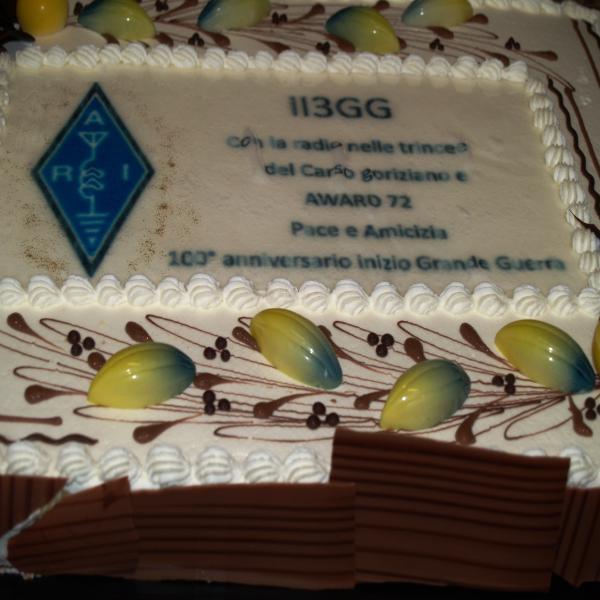 A
R I
II3GG
Con la radio nelle trincee
del Carso goriziano e
AWARD 72
Pace e Amicizia
100° anniversario inizio Grande Guerra